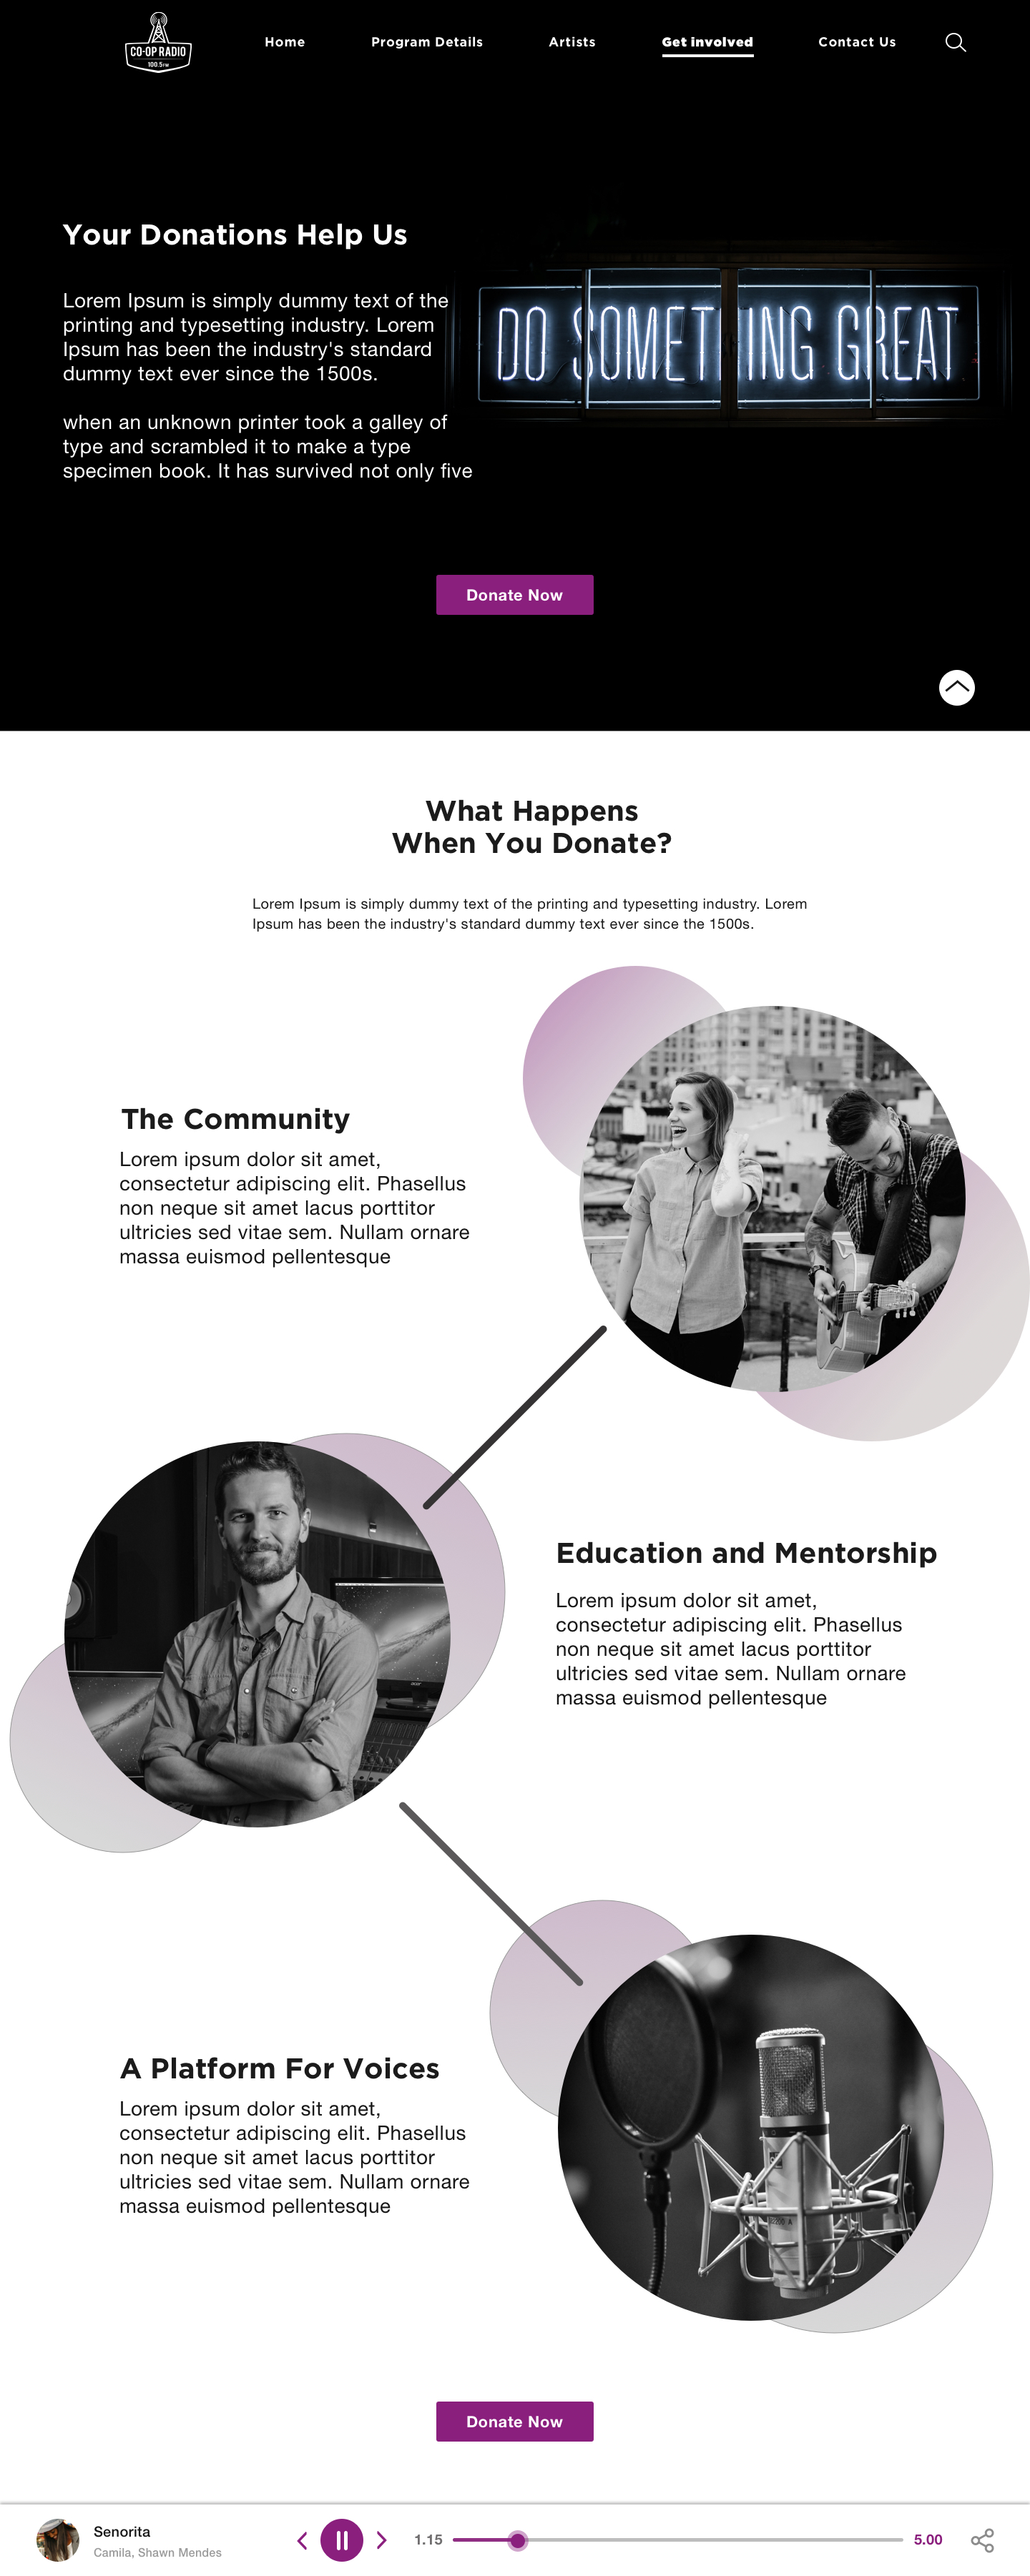 CO-OP RADIO
100.5FM
Home
Program Details
Artists
Get involved
Contact Us
Your Donations Help Us
Lorem Ipsum is simply dummy text of the
printing and typesetting industry. Lorem
Ipsum has been the industry's standard
dummy text ever since the 1500s.
when an unknown printer took a galley of
type and scrambled it to make a type
specimen book. It has survived not only five
DO SOMETHING GREAT
Donate Now
What Happens
When You Donate?
Lorem Ipsum is simply dummy text of the printing and typesetting industry. Lorem
Ipsum has been the industry's standard dummy text ever since the 1500s.
The Community
Lorem ipsum dolor sit amet,
consectetur adipiscing elit. Phasellus
non neque sit amet lacus porttitor
ultricies sed vitae sem. Nullam ornare
massa euismod pellentesque
Education and Mentorship
Lorem ipsum dolor sit amet,
consectetur adipiscing elit. Phasellus
non neque sit amet lacus porttitor
ultricies sed vitae sem. Nullam ornare
massa euismod pellentesque
A Platform For Voices
Lorem ipsum dolor sit amet,
consectetur adipiscing elit. Phasellus
non neque sit amet lacus porttitor
ultricies sed vitae sem. Nullam ornare
massa euismod pellentesque
Donate Now
Senorita
Camila, Shawn Mendes
1.15
5.00